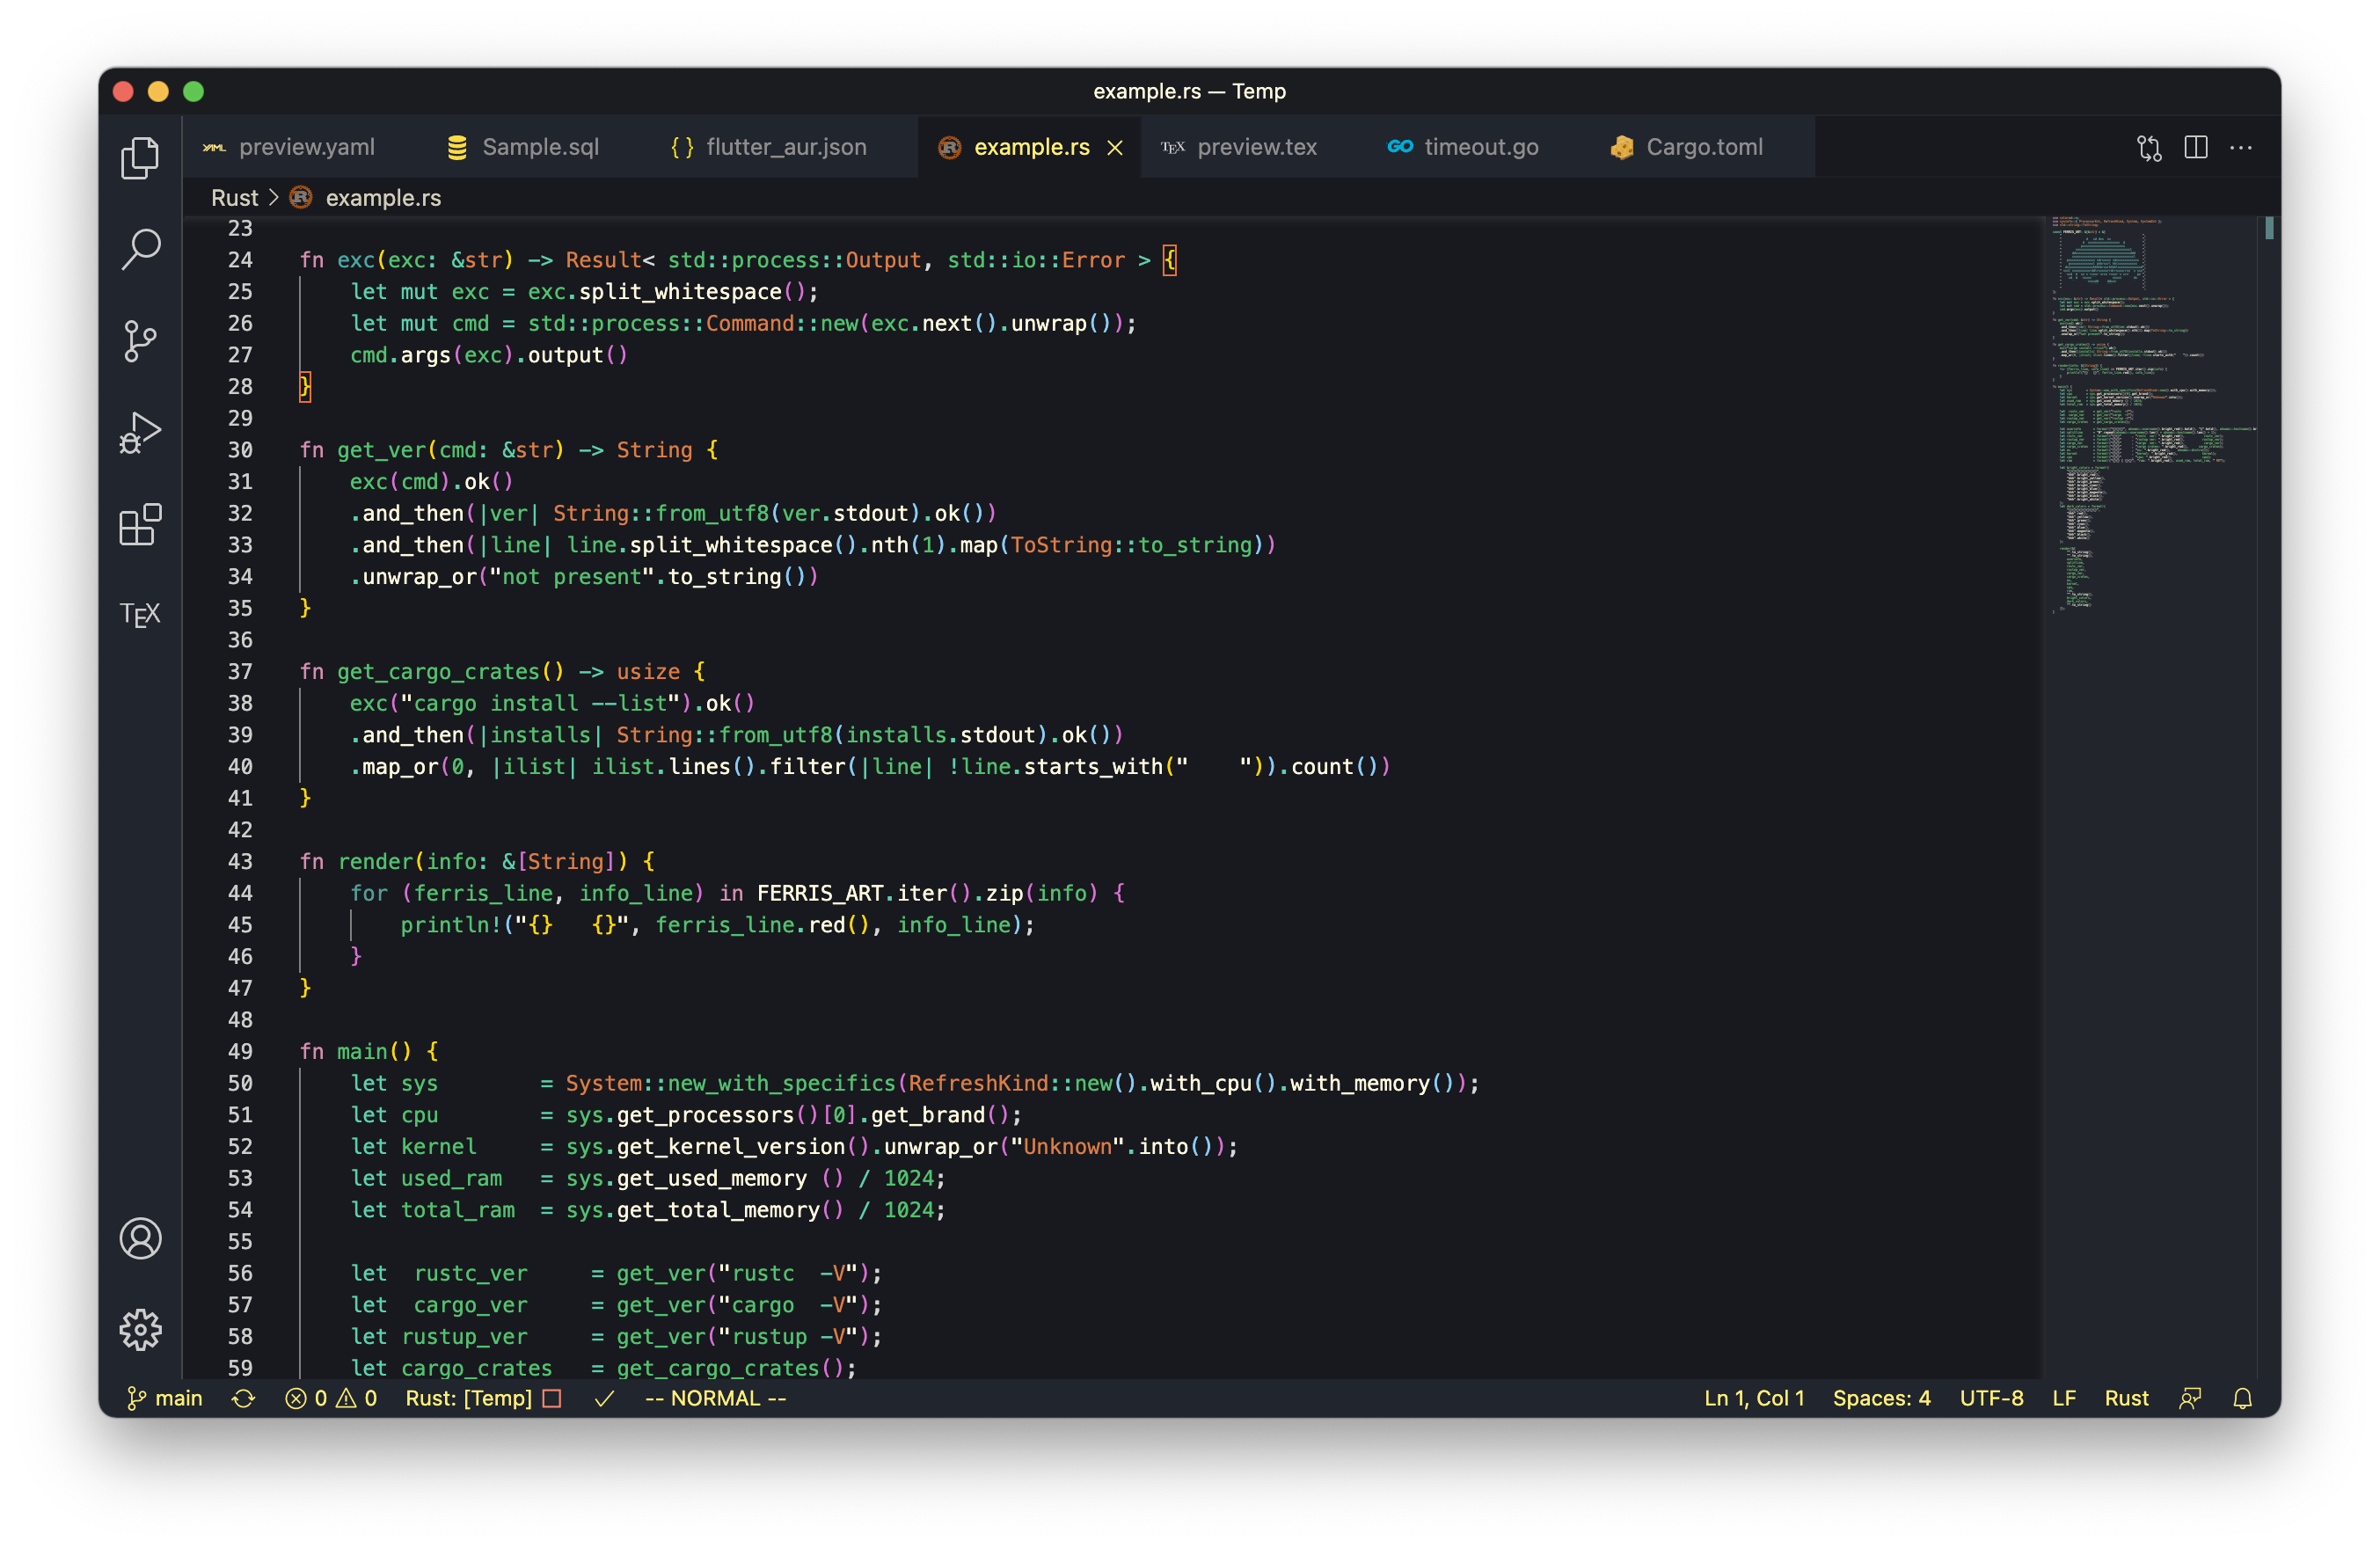 example.rs — Temp
YAML preview.yaml Sample.sql {} flutter_aur.json example.rs × TEX preview.tex GO timeout.go Cargo.toml ...
Rust > example.rs
23
24 fn exc(exc: &str) -> Result< std::process::Output, std::io::Error > {
25     let mut exc = exc.split_whitespace();
26     let mut cmd = std::process::Command::new(exc.next().unwrap());
27     cmd.args(exc).output()
28 }
29
30 fn get_ver(cmd: &str) -> String {
31     exc(cmd).ok()
32     .and_then(|ver| String::from_utf8(ver.stdout).ok())
33     .and_then(|line| line.split_whitespace().nth(1).map(ToString::to_string))
34     .unwrap_or("not present".to_string())
35 }
36
37 fn get_cargo_crates() -> usize {
38     exc("cargo install --list").ok()
39     .and_then(|installs| String::from_utf8(installs.stdout).ok())
40     .map_or(0, |ilist| ilist.lines().filter(|line| !line.starts_with("    ")).count())
41 }
42
43 fn render(info: &[String]) {
44     for (ferris_line, info_line) in FERRIS_ART.iter().zip(info) {
45         println!("{}   {}", ferris_line.red(), info_line);
46     }
47 }
48
49 fn main() {
50     let sys        = System::new_with_specifics(RefreshKind::new().with_cpu().with_memory());
51     let cpu        = sys.get_processors()[0].get_brand();
52     let kernel     = sys.get_kernel_version().unwrap_or("Unknown".into());
53     let used_ram   = sys.get_used_memory () / 1024;
54     let total_ram  = sys.get_total_memory() / 1024;
55
56     let  rustc_ver     = get_ver("rustc  -V");
57     let  cargo_ver     = get_ver("cargo  -V");
58     let rustup_ver     = get_ver("rustup -V");
59     let cargo_crates   = get_cargo_crates();
TEX
main 0 0 Rust: [Temp] -- NORMAL -- Ln 1, Col 1 Spaces: 4 UTF-8 LF Rust